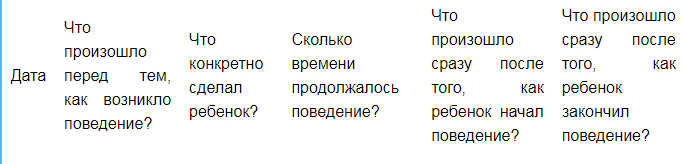 Дата
Что
произошло
перед тем,
как возникло
поведение?
Что
конкретно
сделал
ребенок?
Сколько
времени
продолжалось
поведение?
Что
произошло
сразу после
того, как
ребенок начал
поведение?
Что произошло
сразу после
того, как
ребенок
закончил
поведение?